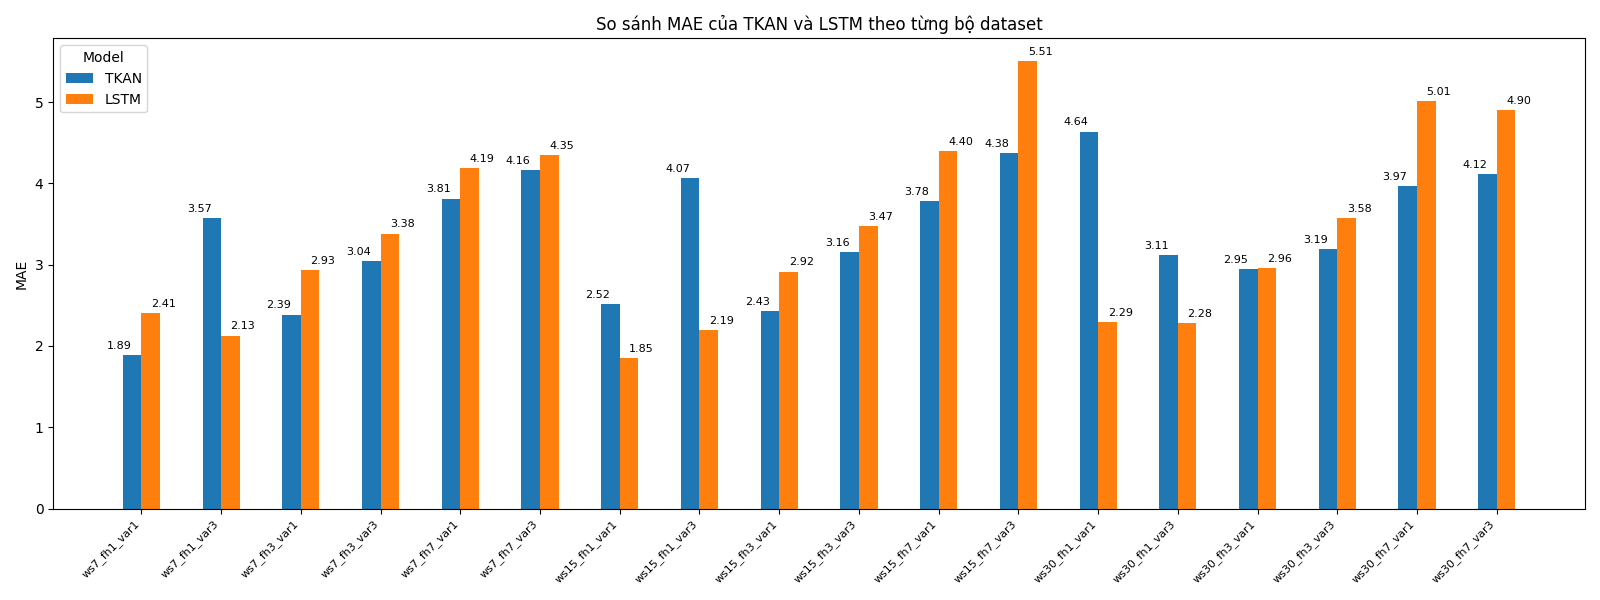 So sánh MAE của TKAN và LSTM theo từng bộ dataset
Model
TKAN
LSTM
MAE
5
4
3
2
1
0
1.89
2.41
3.57
2.13
2.39
2.93
3.04
3.38
3.81
4.19
4.16
4.35
2.52
1.85
4.07
2.19
2.43
2.92
3.16
3.47
3.78
4.40
4.38
5.51
4.64
2.29
3.11
2.28
2.95
2.96
3.19
3.58
3.97
5.01
4.12
4.90
ws7_fh1_var1
ws7_fh1_var3
ws7_fh3_var1
ws7_fh3_var3
ws7_fh7_var1
ws7_fh7_var3
ws15_fh1_var1
ws15_fh1_var3
ws15_fh3_var1
ws15_fh3_var3
ws15_fh7_var1
ws15_fh7_var3
ws30_fh1_var1
ws30_fh1_var3
ws30_fh3_var1
ws30_fh3_var3
ws30_fh7_var1
ws30_fh7_var3